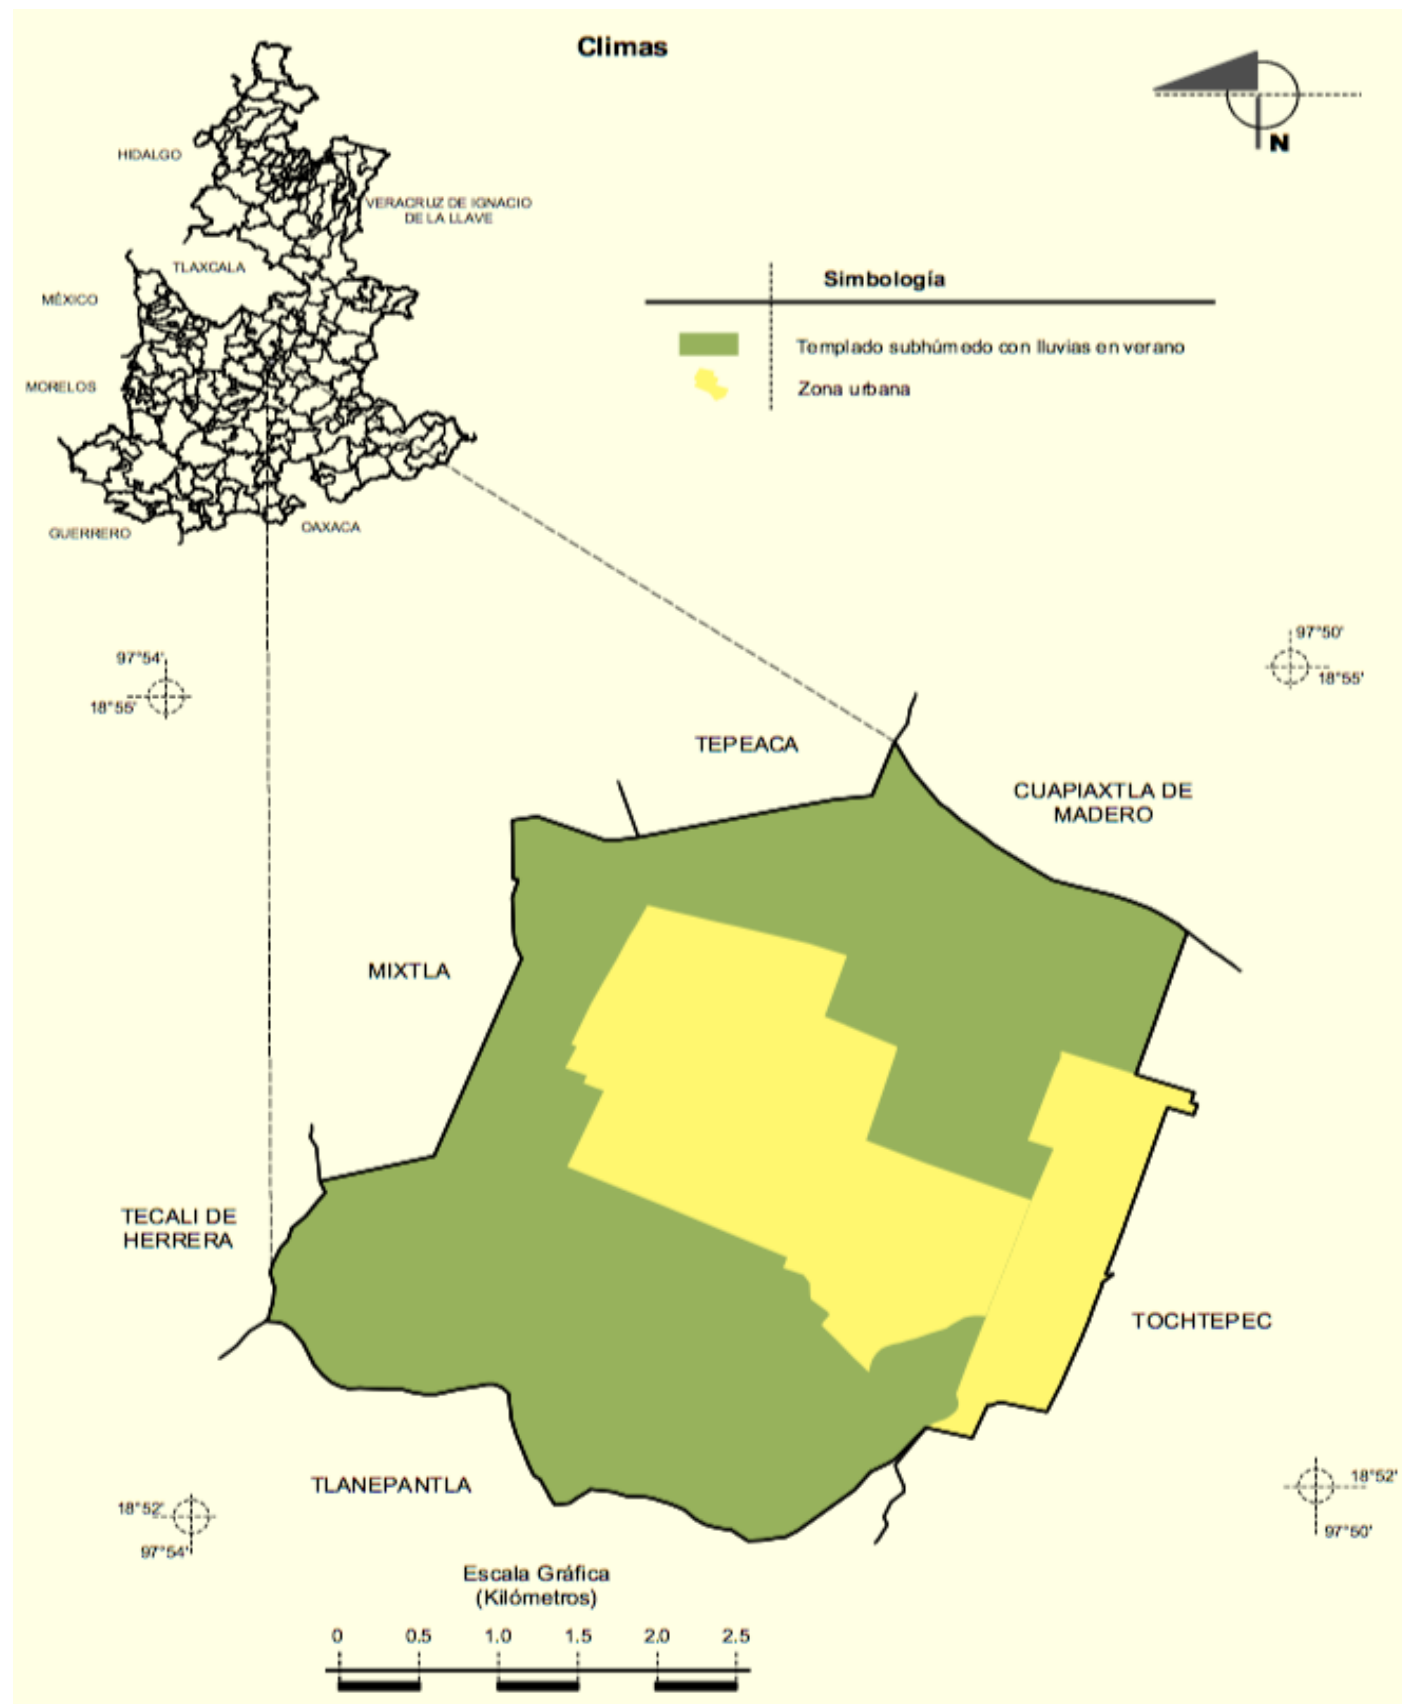 Climas
N
HIDALGO
VERACRUZ DE IGNACIO
DE LA LLAVE
TLAXCALA
MÉXICO
MORELOS
GUERRERO
OAXACA
Simbología
Templado subhúmedo con lluvias en verano
Zona urbana
97°54'
18°55'
97°50'
18°55'
TEPEACA
CUAPIAXTLA DE
MADERO
MIXTLA
TECALI DE
HERRERA
TOCHTEPEC
TLANEPANTLA
18°52'
97°54'
18°52'
97°50'
Escala Gráfica
(Kilómetros)
0 0.5 1.0 1.5 2.0 2.5